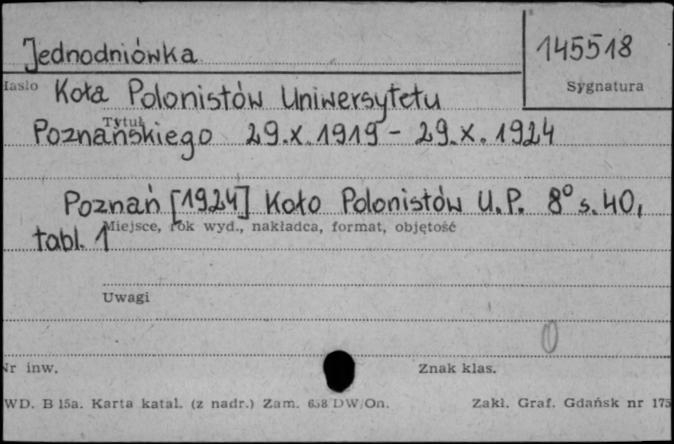 Jednodniówka
145518
Hasło
Sygnatura
Koła Polonistów Uniwersytetu
Tytuł
Poznańskiego 29.X.1919 - 29.X.1924
Poznań [1924] Koło Polonistów U.P. 8° s. 40,
tabl. 1
Miejsce, rok wyd., nakładca, format, objętość
Uwagi
Nr inw.
Znak klas.
WD. B 15a. Karta katal. (z nadr.) Zam. 658 DW/On.
Zakł. Graf. Gdańsk nr 175